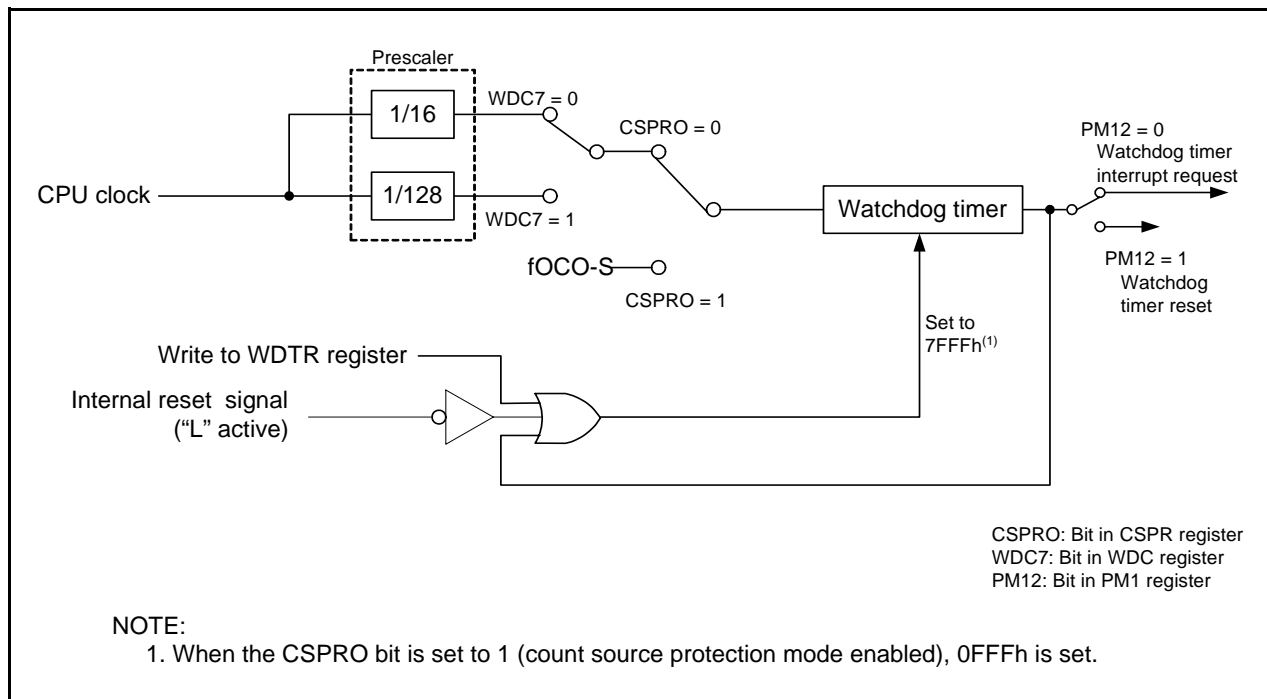 Prescaler
1/16
WDC7 = 0
CSPRO = 0
PM12 = 0
Watchdog timer
interrupt request
CPU clock
1/128
WDC7 = 1
Watchdog timer
fOCO-S
CSPRO = 1
PM12 = 1
Watchdog
timer reset
Set to
7FFFh(1)
Write to WDTR register
Internal reset signal
(“L” active)
CSPRO: Bit in CSPR register
WDC7: Bit in WDC register
PM12: Bit in PM1 register
NOTE:
1. When the CSPRO bit is set to 1 (count source protection mode enabled), 0FFFh is set.